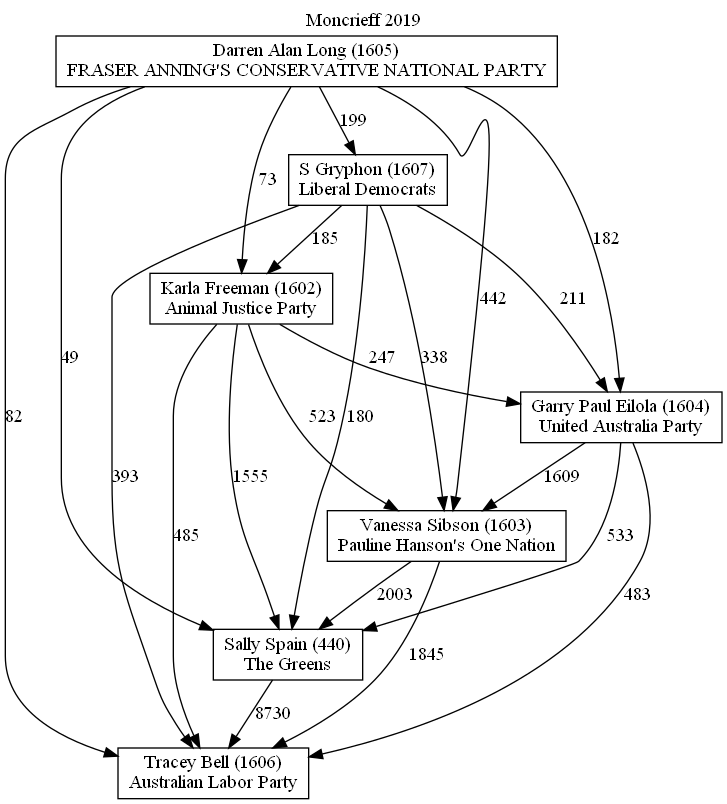 Moncrieff 2019
Darren Alan Long (1605)
FRASER ANNING'S CONSERVATIVE NATIONAL PARTY
199
S Gryphon (1607)
Liberal Democrats
73
185
182
Karla Freeman (1602)
Animal Justice Party
442
211
49
247
338
82
523
180
Garry Paul Eilola (1604)
United Australia Party
393
1555
1609
485
Vanessa Sibson (1603)
Pauline Hanson's One Nation
533
2003
483
Sally Spain (440)
The Greens
1845
8730
Tracey Bell (1606)
Australian Labor Party